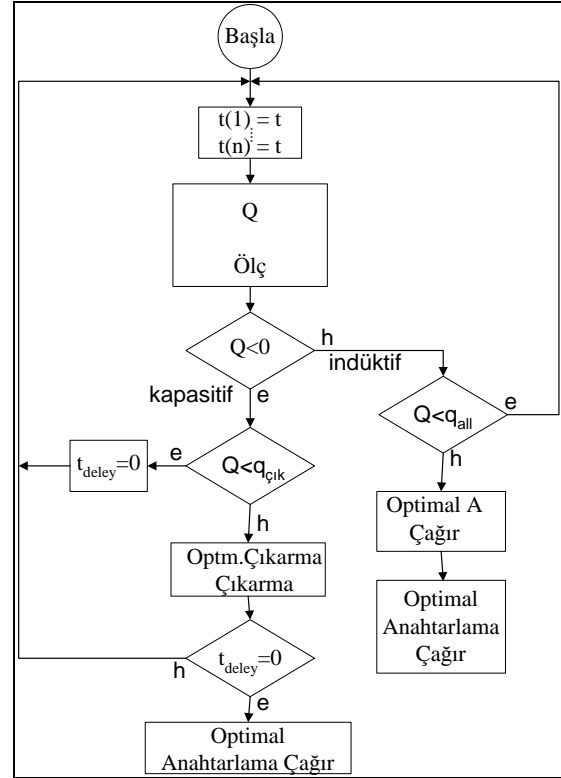 Başla
t(1) = t
t(n) = t
Q
Ölç
Q<0
h
indüktif
kapasitif
e
Q<q_all
e
h
t_deley=0
e
Q<q_çık
h
Optimal A
Çağır
Optm.Çıkarma
Çıkarma
Optimal
Anahtarlama
Çağır
t_deley=0
h
e
Optimal
Anahtarlama Çağır